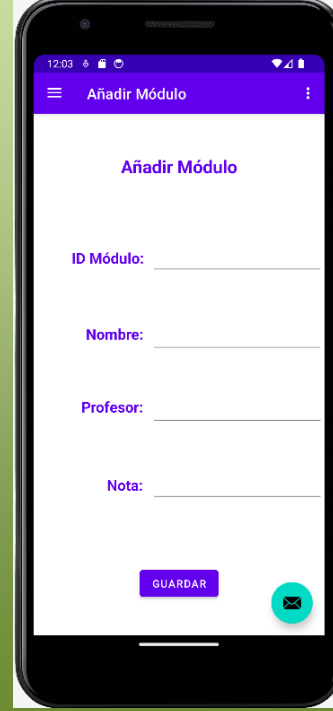 12:03
Añadir Módulo
Añadir Módulo
ID Módulo:
Nombre:
Profesor:
Nota:
GUARDAR